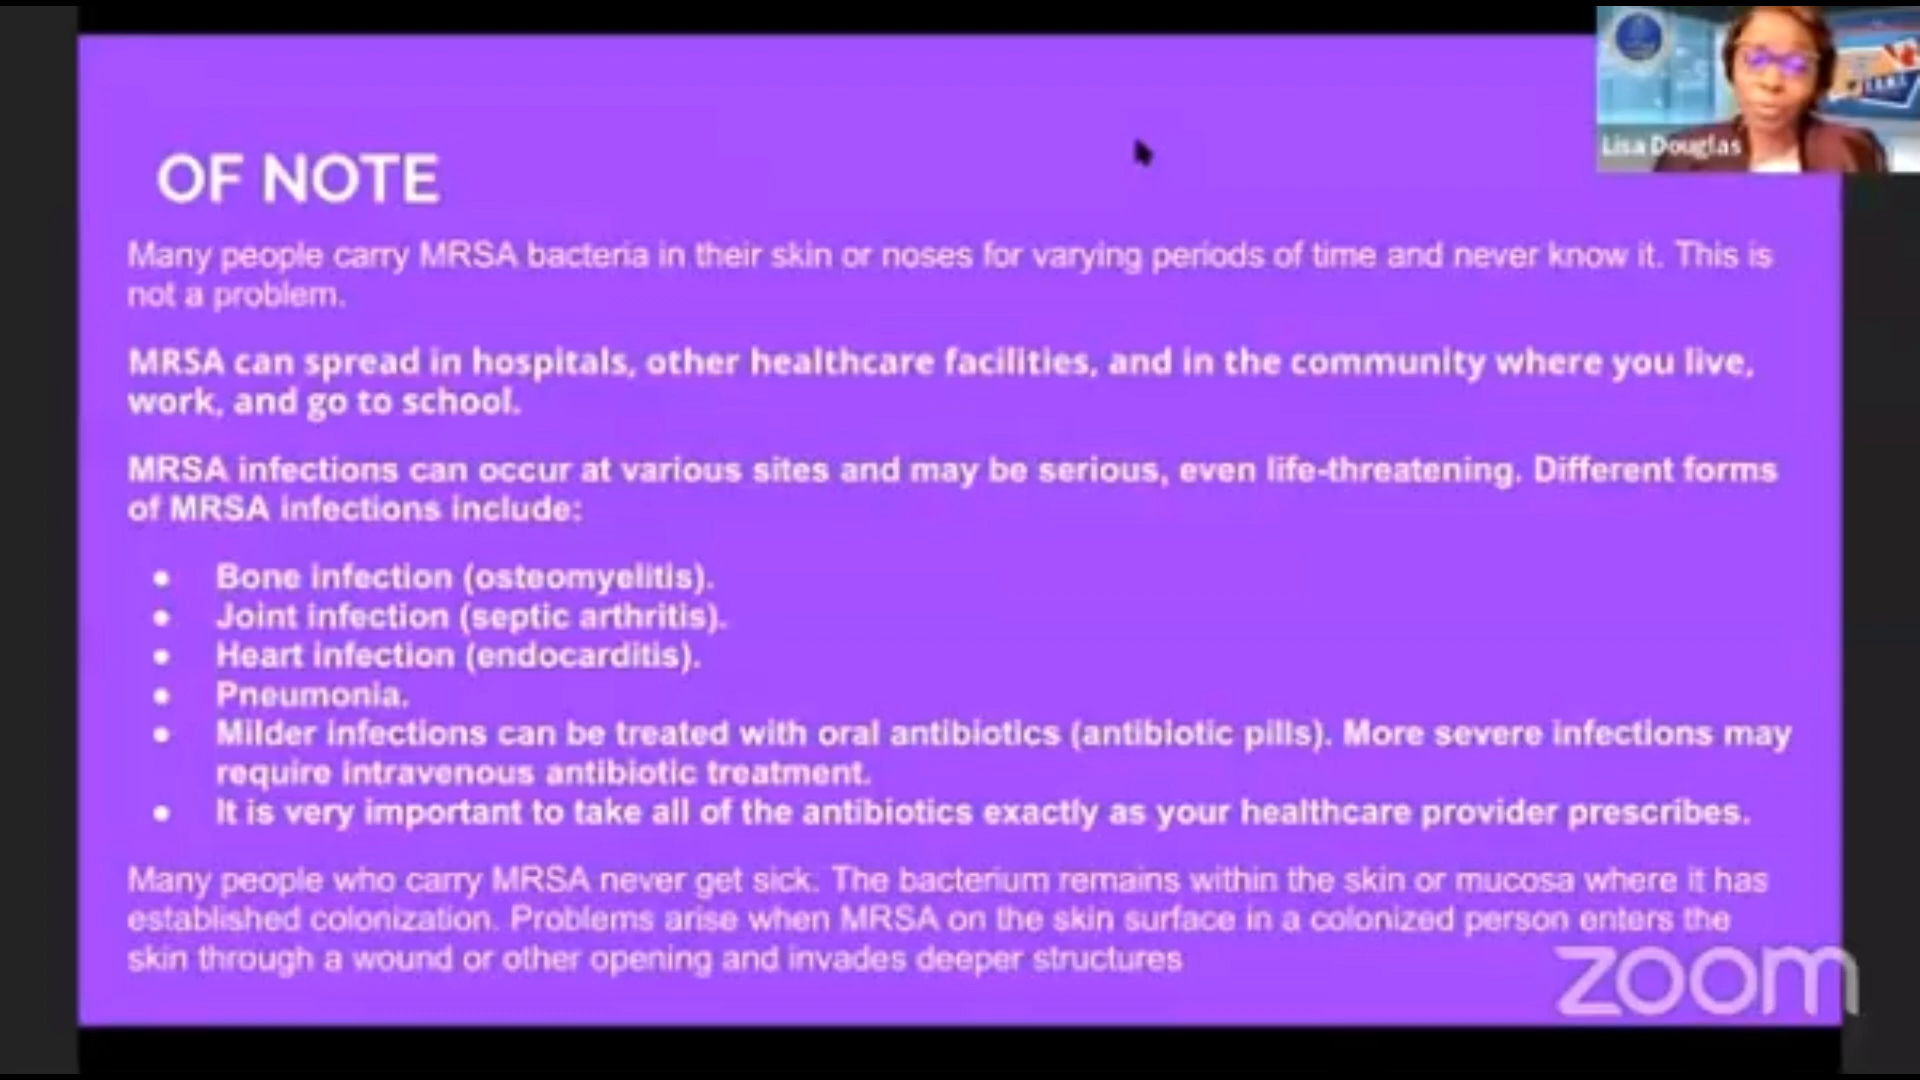 Lisa Douglas
OF NOTE
Many people carry MRSA bacteria in their skin or noses for varying periods of time and never know it. This is
not a problem.
MRSA can spread in hospitals, other healthcare facilities, and in the community where you live,
work, and go to school.
MRSA infections can occur at various sites and may be serious, even life-threatening. Different forms
of MRSA infections include:
● Bone infection (osteomyelitis).
● Joint infection (septic arthritis).
● Heart infection (endocarditis).
● Pneumonia.
● Milder infections can be treated with oral antibiotics (antibiotic pills). More severe infections may
require intravenous antibiotic treatment.
● It is very important to take all of the antibiotics exactly as your healthcare provider prescribes.
Many people who carry MRSA never get sick. The bacterium remains within the skin or mucosa where it has
established colonization. Problems arise when MRSA on the skin surface in a colonized person enters the
skin through a wound or other opening and invades deeper structures
zoom